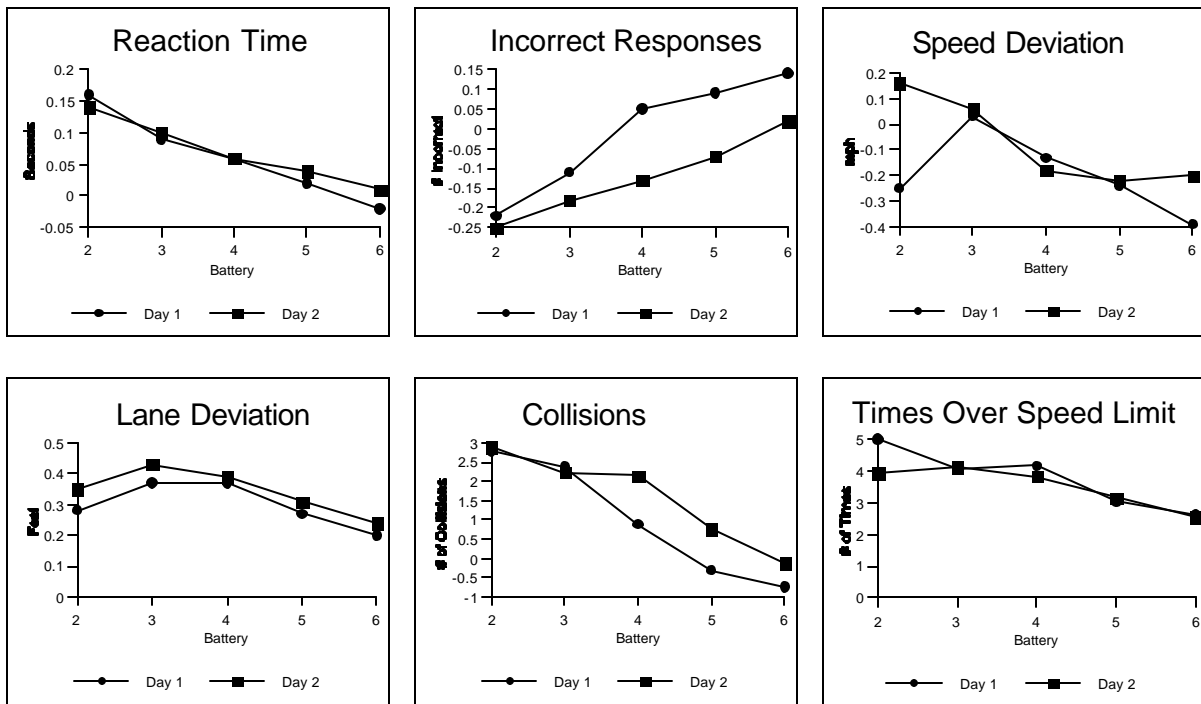 Reaction Time
Seconds
0.2
0.15
0.1
0.05
0
-0.05
2 3 4 5 6
Battery
Day 1 Day 2
Incorrect Responses
# Incorrect
0.15
0.1
0.05
0
-0.05
-0.1
-0.15
-0.2
-0.25
2 3 4 5 6
Battery
Day 1 Day 2
Speed Deviation
mph
0.2
0.1
0
-0.1
-0.2
-0.3
-0.4
2 3 4 5 6
Battery
Day 1 Day 2
Lane Deviation
Feet
0.5
0.4
0.3
0.2
0.1
0
2 3 4 5 6
Battery
Day 1 Day 2
Collisions
# of Collisions
3
2.5
2
1.5
1
0.5
0
-0.5
-1
2 3 4 5 6
Battery
Day 1 Day 2
Times Over Speed Limit
# of Times
5
4
3
2
1
0
2 3 4 5 6
Battery
Day 1 Day 2